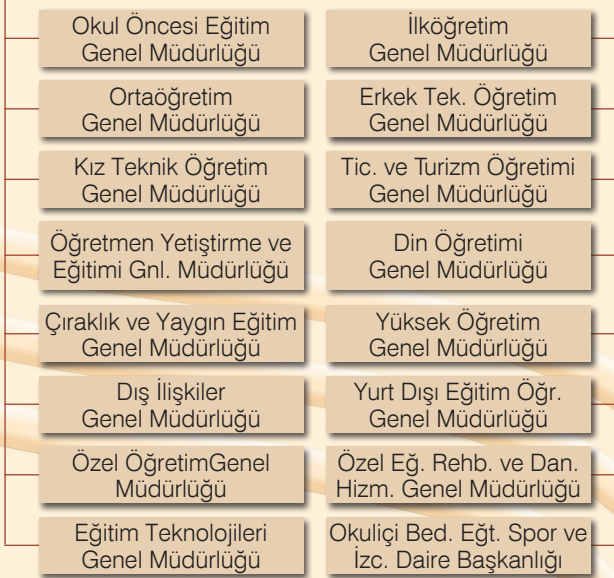 Okul Öncesi Eğitim
Genel Müdürlüğü
İlköğretim
Genel Müdürlüğü
Ortaöğretim
Genel Müdürlüğü
Erkek Tek. Öğretim
Genel Müdürlüğü
Kız Teknik Öğretim
Genel Müdürlüğü
Tic. ve Turizm Öğretimi
Genel Müdürlüğü
Öğretmen Yetiştirme ve
Eğitimi Gnl. Müdürlüğü
Din Öğretimi
Genel Müdürlüğü
Çıraklık ve Yaygın Eğitim
Genel Müdürlüğü
Yüksek Öğretim
Genel Müdürlüğü
Dış İlişkiler
Genel Müdürlüğü
Yurt Dışı Eğitim Öğr.
Genel Müdürlüğü
Özel ÖğretimGenel
Müdürlüğü
Özel Eğ. Rehb. ve Dan.
Hizm. Genel Müdürlüğü
Eğitim Teknolojileri
Genel Müdürlüğü
Okuliçi Bed. Eğt. Spor ve
İzc. Daire Başkanlığı